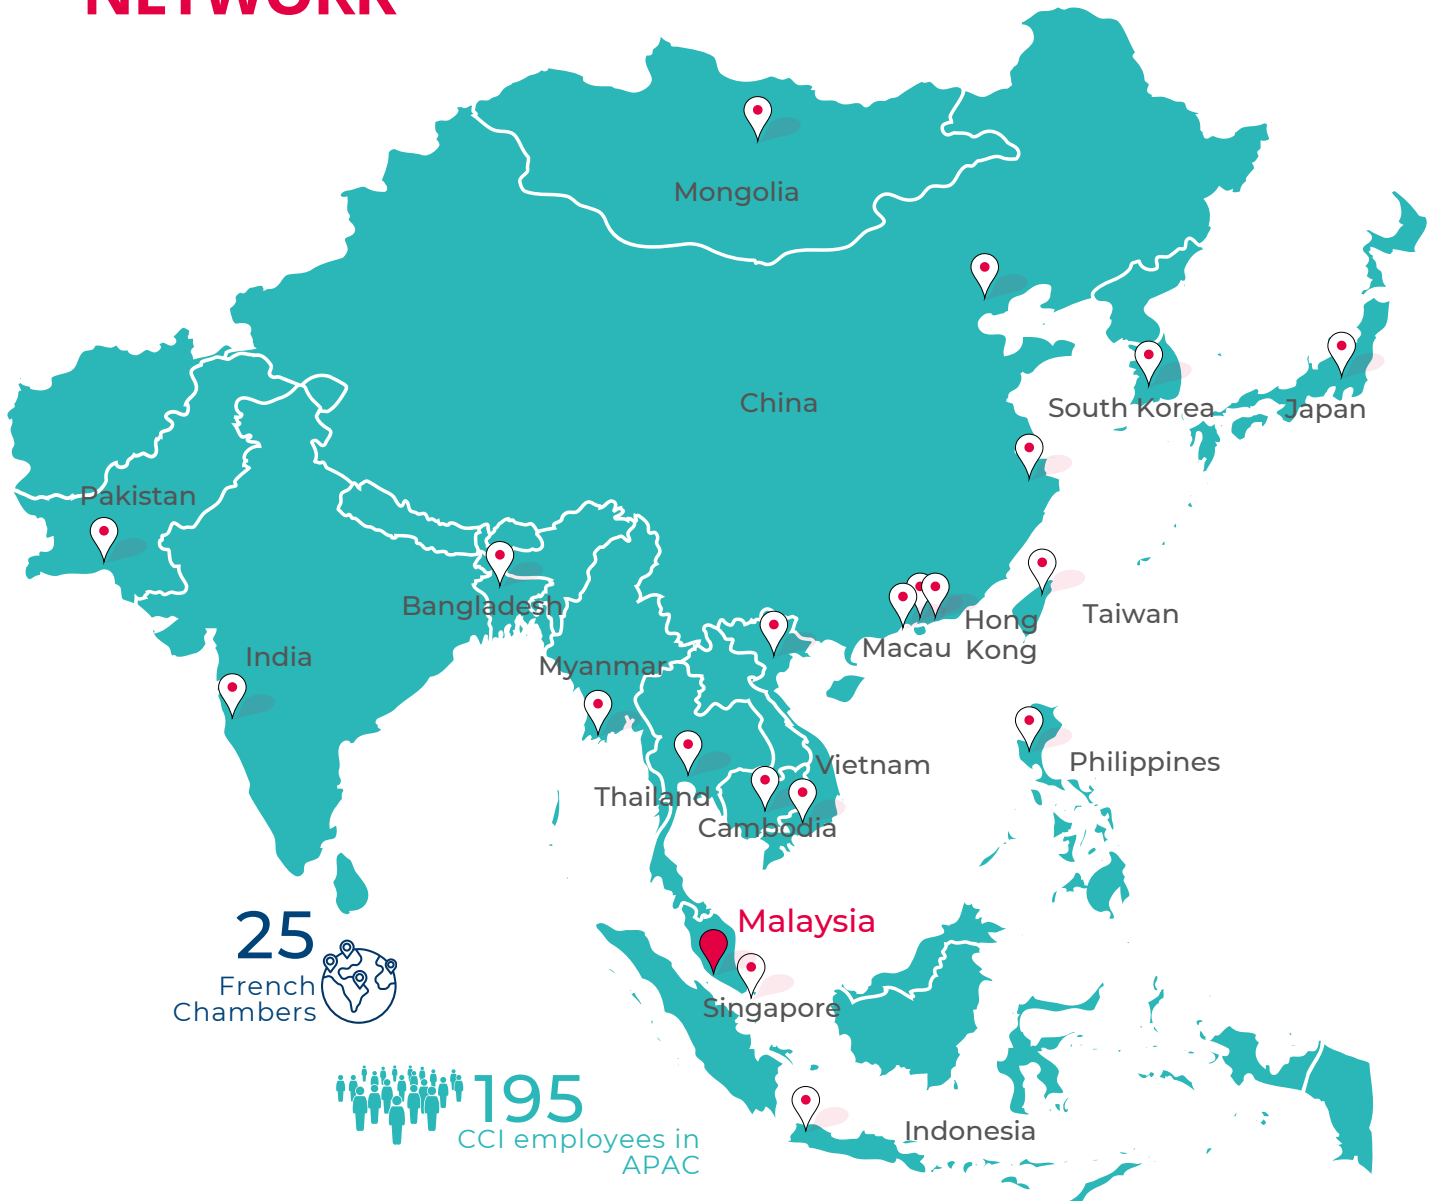 NETWORK
Mongolia
China
South Korea
Japan
Pakistan
Bangladesh
Hong
Kong
Taiwan
Macau
India
Myanmar
Vietnam
Philippines
Thailand
Cambodia
25
French
Chambers
Malaysia
Singapore
195
CCI employees in
APAC
Indonesia